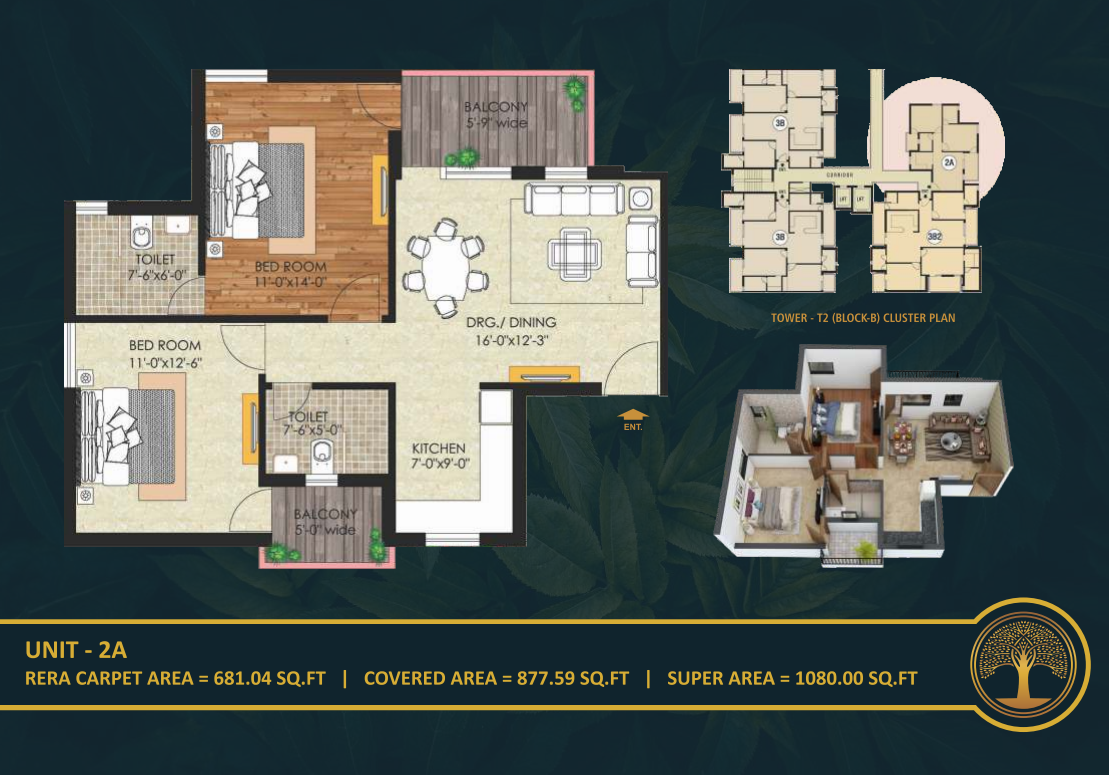 BALCONY
5'-9" wide
TOILET
7'-6"x6'-0"
BED ROOM
11'-0"x14'-0"
DRG./ DINING
16'-0"x12'-3"
BED ROOM
11'-0"x12'-6"
TOILET
7'-6"x5'-0"
KITCHEN
7'-0"x9'-0"
BALCONY
5'-0" wide
ENT.
3B
2A
CORRIDOR
LIFT
LIFT
3B
3B2
TOWER - T2 (BLOCK-B) CLUSTER PLAN
UNIT - 2A
RERA CARPET AREA = 681.04 SQ.FT | COVERED AREA = 877.59 SQ.FT | SUPER AREA = 1080.00 SQ.FT